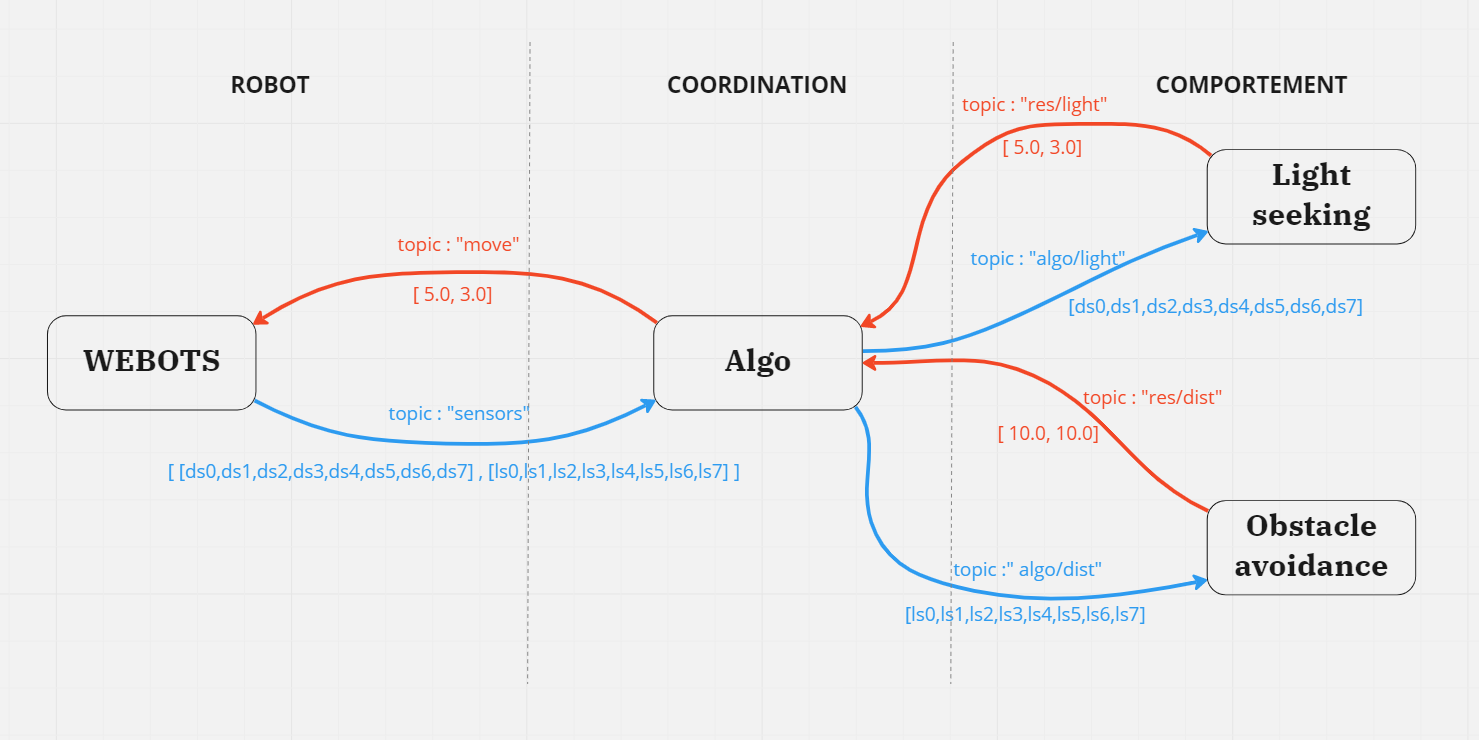 ROBOT
COORDINATION
COMPORTEMENT
topic : "res/light"
[ 5.0, 3.0]
Light
seeking
topic : "move"
[ 5.0, 3.0]
topic : "algo/light"
[ds0,ds1,ds2,ds3,ds4,ds5,ds6,ds7]
WEBOTS
Algo
topic : "sensors"
[ [ds0,ds1,ds2,ds3,ds4,ds5,ds6,ds7] , [ls0,ls1,ls2,ls3,ls4,ls5,ls6,ls7] ]
topic : "res/dist"
[ 10.0, 10.0]
Obstacle
avoidance
topic :" algo/dist"
[ls0,ls1,ls2,ls3,ls4,ls5,ls6,ls7]